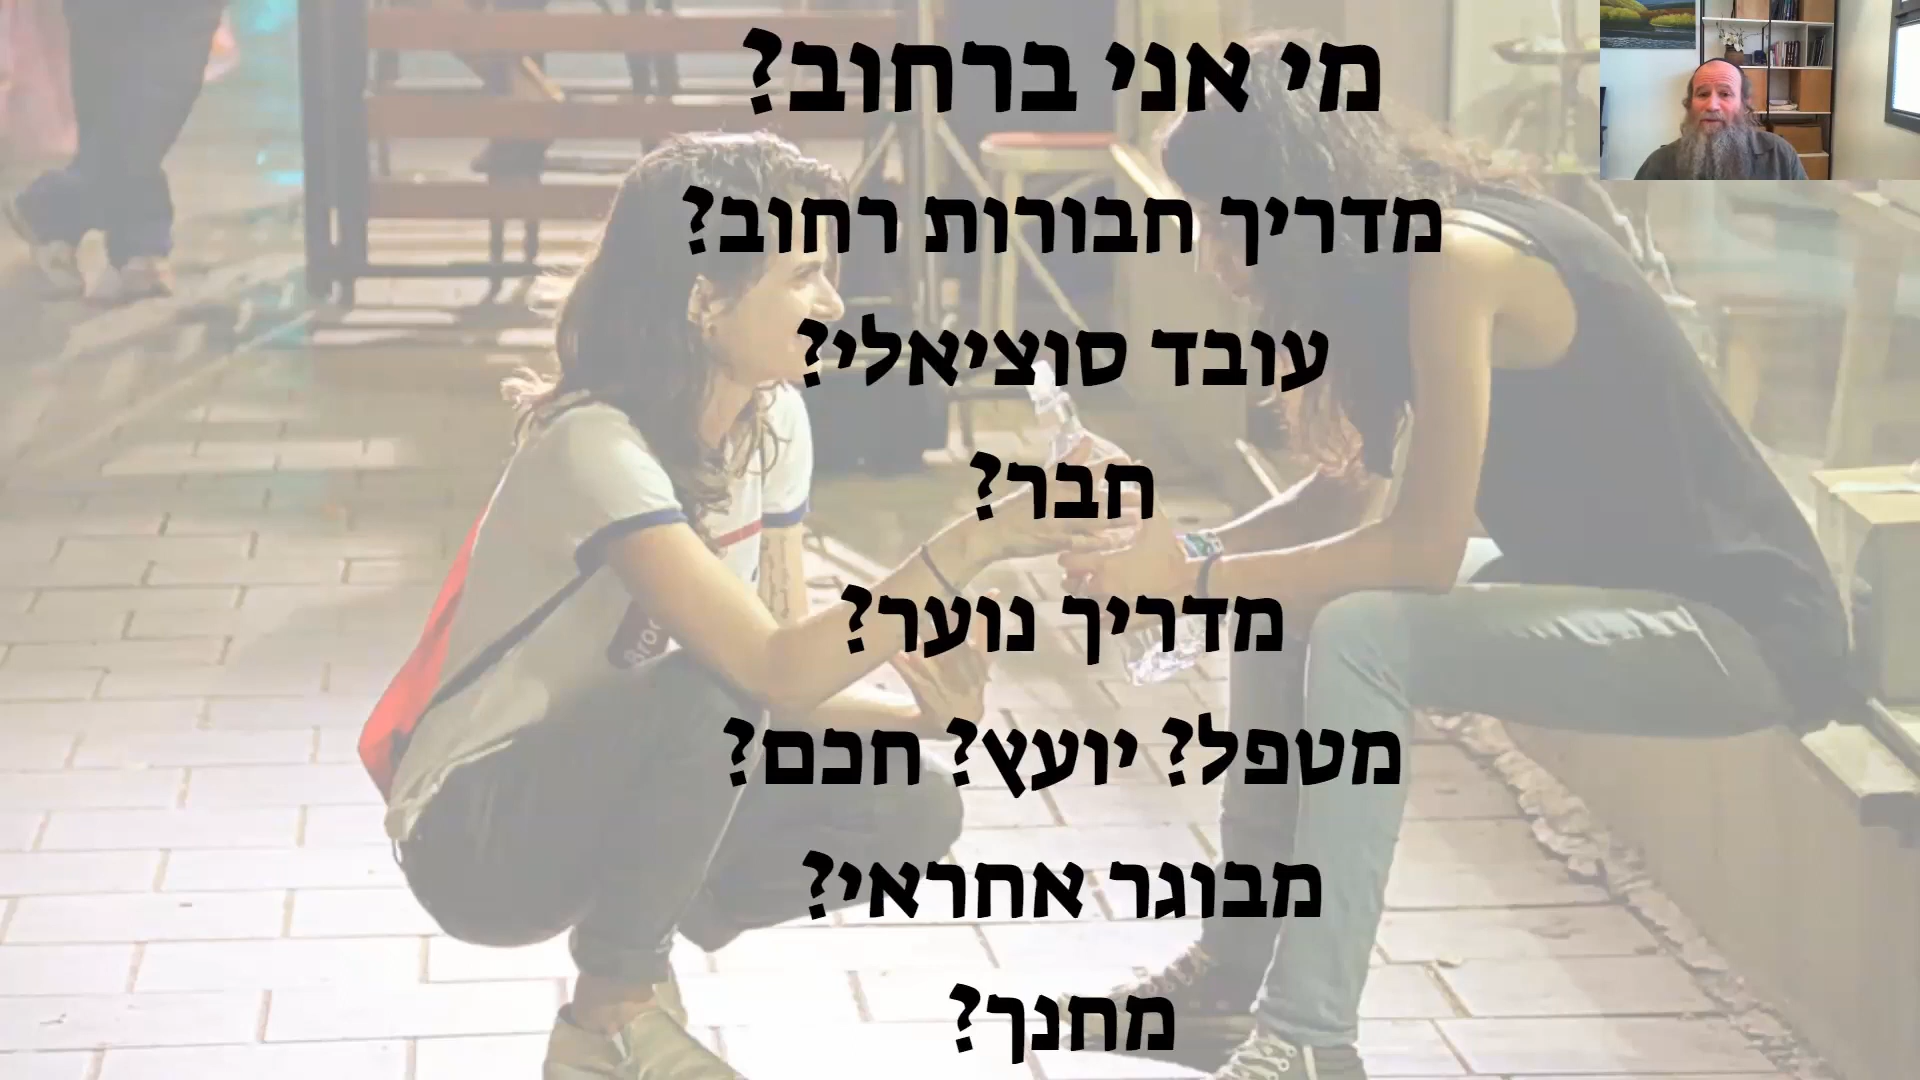 מי אני ברחוב?
מדריך חבורות רחוב?
עובד סוציאלי?
חבר?
מדריך נוער?
מטפל? יועץ? חכם?
מבוגר אחראי?
מחנך?